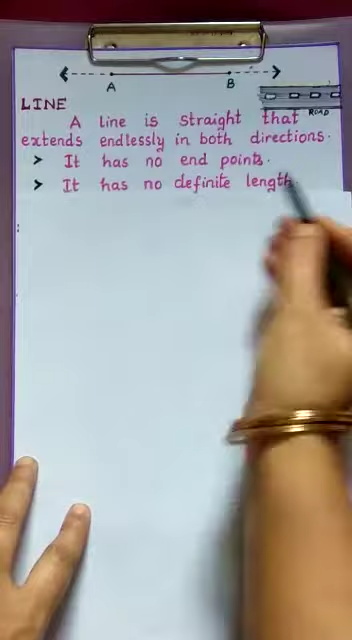 A B
LINE
ROAD
A line is straight that
extends endlessly in both directions.
➤ It has no end points.
➤ It has no definite length.